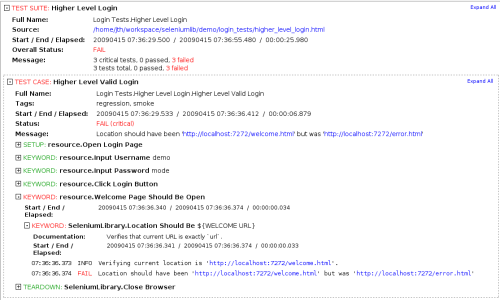 TEST SUITE: Higher Level Login
Expand All
Full Name: Login Tests.Higher Level Login
Source: /home/jth/workspace/seleniumlib/demo/login_tests/higher_level_login.html
Start / End / Elapsed: 20090415 07:36:29.500 / 20090415 07:36:55.480 / 00:00:25.980
Overall Status: FAIL
Message: 3 critical tests, 0 passed, 3 failed
3 tests total, 0 passed, 3 failed
TEST CASE: Higher Level Valid Login
Expand All
Full Name: Login Tests.Higher Level Login.Higher Level Valid Login
Tags: regression, smoke
Start / End / Elapsed: 20090415 07:36:29.533 / 20090415 07:36:36.412 / 00:00:06.879
Status: FAIL (critical)
Message: Location should have been 'http://localhost:7272/welcome.html' but was 'http://localhost:7272/error.html'
SETUP: resource.Open Login Page
KEYWORD: resource.Input Username demo
KEYWORD: resource.Input Password mode
KEYWORD: resource.Click Login Button
KEYWORD: resource.Welcome Page Should Be Open
Start / End / Elapsed: 20090415 07:36:36.340 / 20090415 07:36:36.374 / 00:00:00.034
KEYWORD: SeleniumLibrary.Location Should Be ${WELCOME URL}
Documentation: Verifies that current URL is exactly `url`.
Start / End / Elapsed: 20090415 07:36:36.341 / 20090415 07:36:36.374 / 00:00:00.033
07:36:36.373 INFO Verifying current location is 'http://localhost:7272/welcome.html'.
07:36:36.374 FAIL Location should have been 'http://localhost:7272/welcome.html' but was 'http://localhost:7272/error.html'
TEARDOWN: SeleniumLibrary.Close Browser